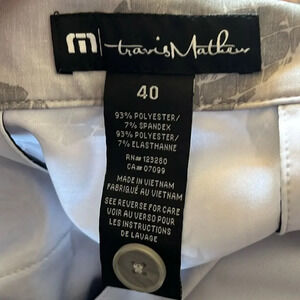 m travisMathew
40
93% POLYESTER/
7% SPANDEX
93% POLYESTER/
7% ELASTHANNE
RN# 123280
CA# 07099
MADE IN VIETNAM
FABRIQUÉ AU VIETNAM
SEE REVERSE FOR CARE
VOIR AU VERSO POUR
LES INSTRUCTIONS
DE LAVAGE